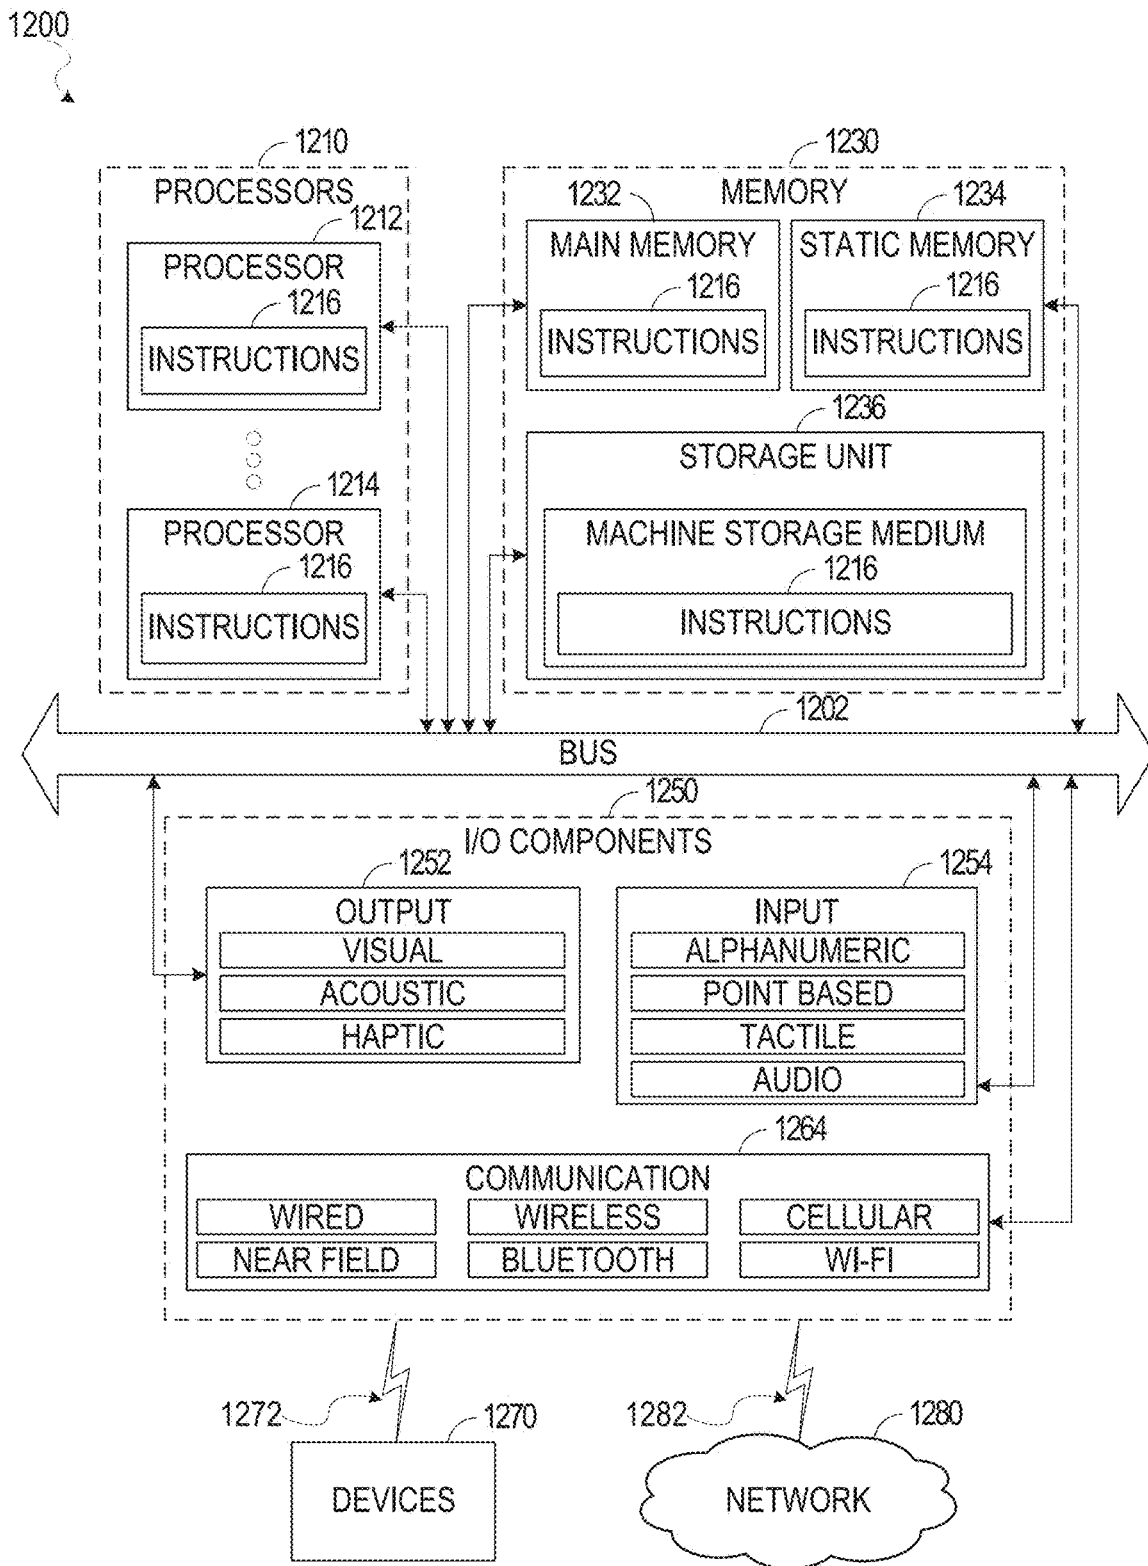 1200
1210
1230
PROCESSORS
MEMORY
1212
1232
1234
PROCESSOR
MAIN MEMORY
STATIC MEMORY
1216
1216
1216
INSTRUCTIONS
INSTRUCTIONS
INSTRUCTIONS
1236
STORAGE UNIT
1214
PROCESSOR
MACHINE STORAGE MEDIUM
1216
1216
INSTRUCTIONS
INSTRUCTIONS
1202
BUS
1250
I/O COMPONENTS
1252
1254
OUTPUT
INPUT
VISUAL
ALPHANUMERIC
ACOUSTIC
POINT BASED
HAPTIC
TACTILE
AUDIO
1264
COMMUNICATION
WIRED
WIRELESS
CELLULAR
NEAR FIELD
BLUETOOTH
WI-FI
1272
1270
1282
1280
DEVICES
NETWORK